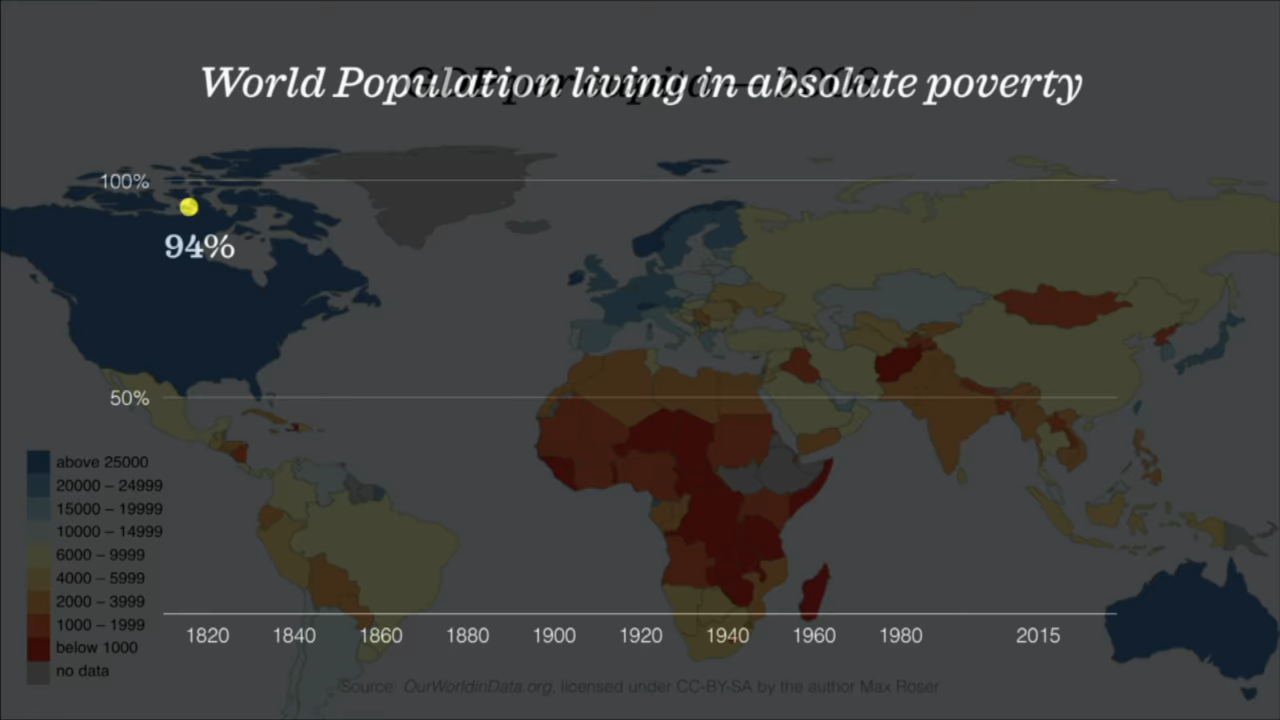 World Population living in absolute poverty
100%
94%
50%
above 25000
20000 – 24999
15000 – 19999
10000 – 14999
6000 – 9999
4000 – 5999
2000 – 3999
1000 – 1999
below 1000
no data
1820 1840 1860 1880 1900 1920 1940 1960 1980 2015
Source: OurWorldinData.org, licensed under CC-BY-SA by the author Max Roser